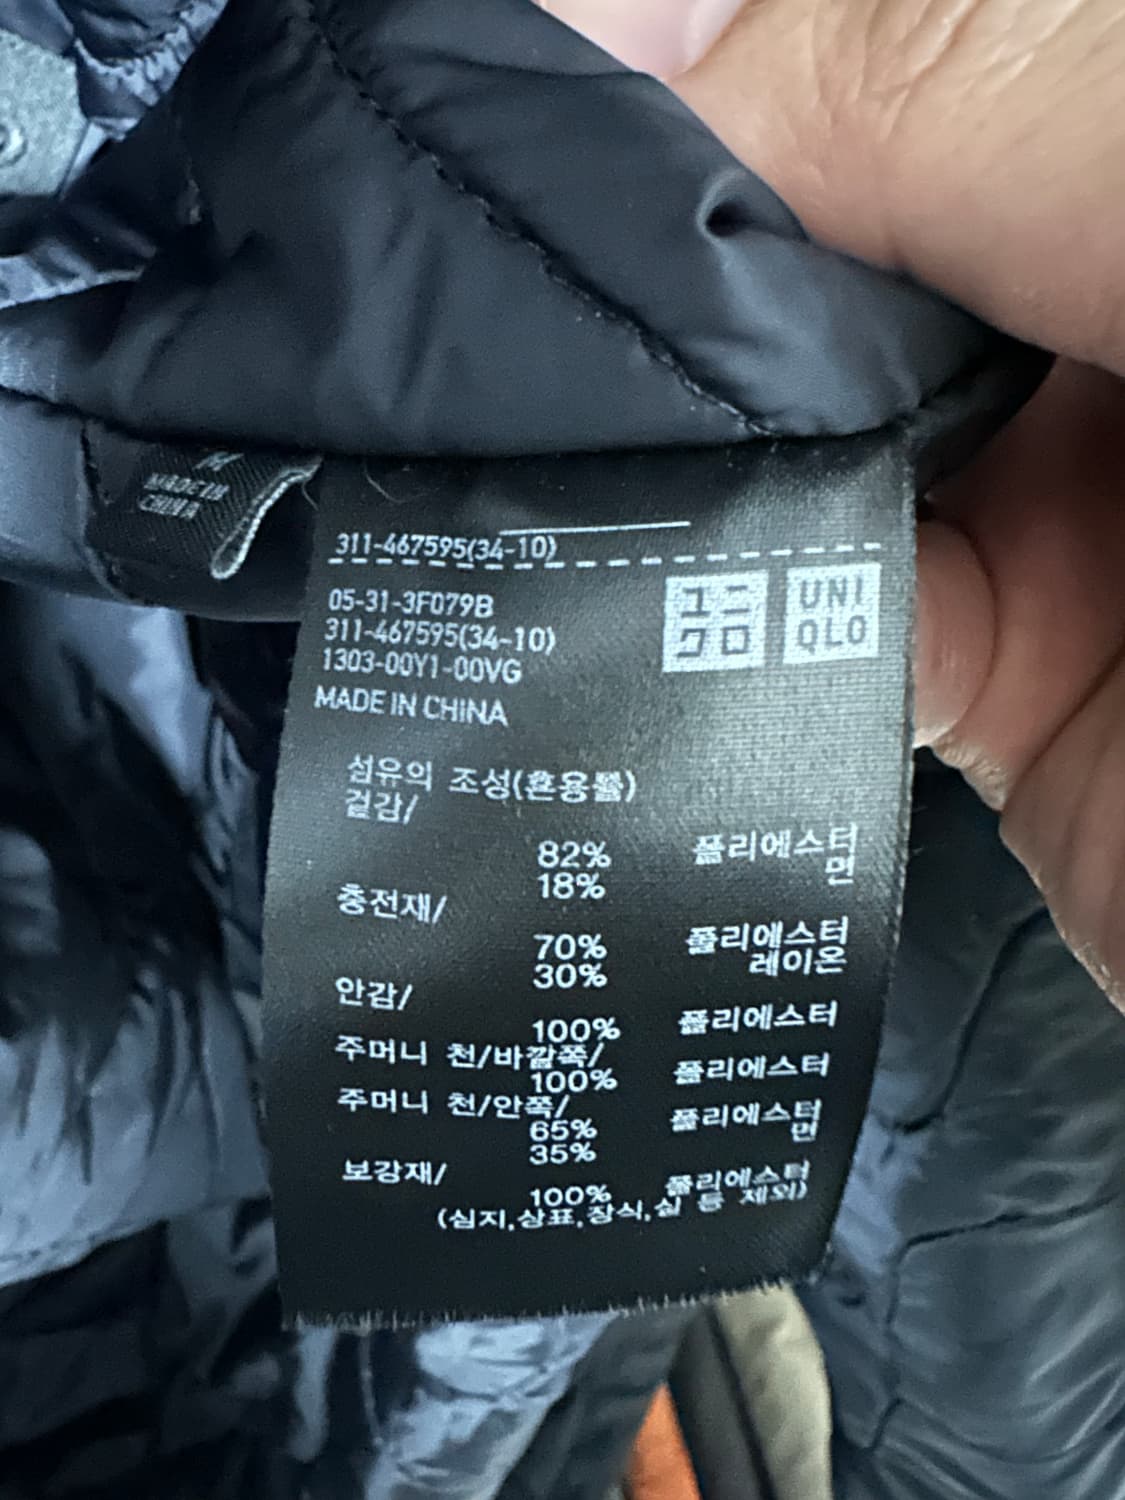 M
MADE IN
CHINA
311-467595(34-10)
05-31-3F079B
311-467595(34-10)
1303-00Y1-00VG
MADE IN CHINA
ユニ
クロ
UNI
QLO
섬유의 조성(혼용률)
겉감/
82% 폴리에스터
18% 면
충전재/
70% 폴리에스터
30% 레이온
안감/
100% 폴리에스터
주머니 천/바깥쪽/
100% 폴리에스터
주머니 천/안쪽/
65% 폴리에스터
35% 면
보강재/
100% 폴리에스터
(심지,상표,장식,실 등 제외)